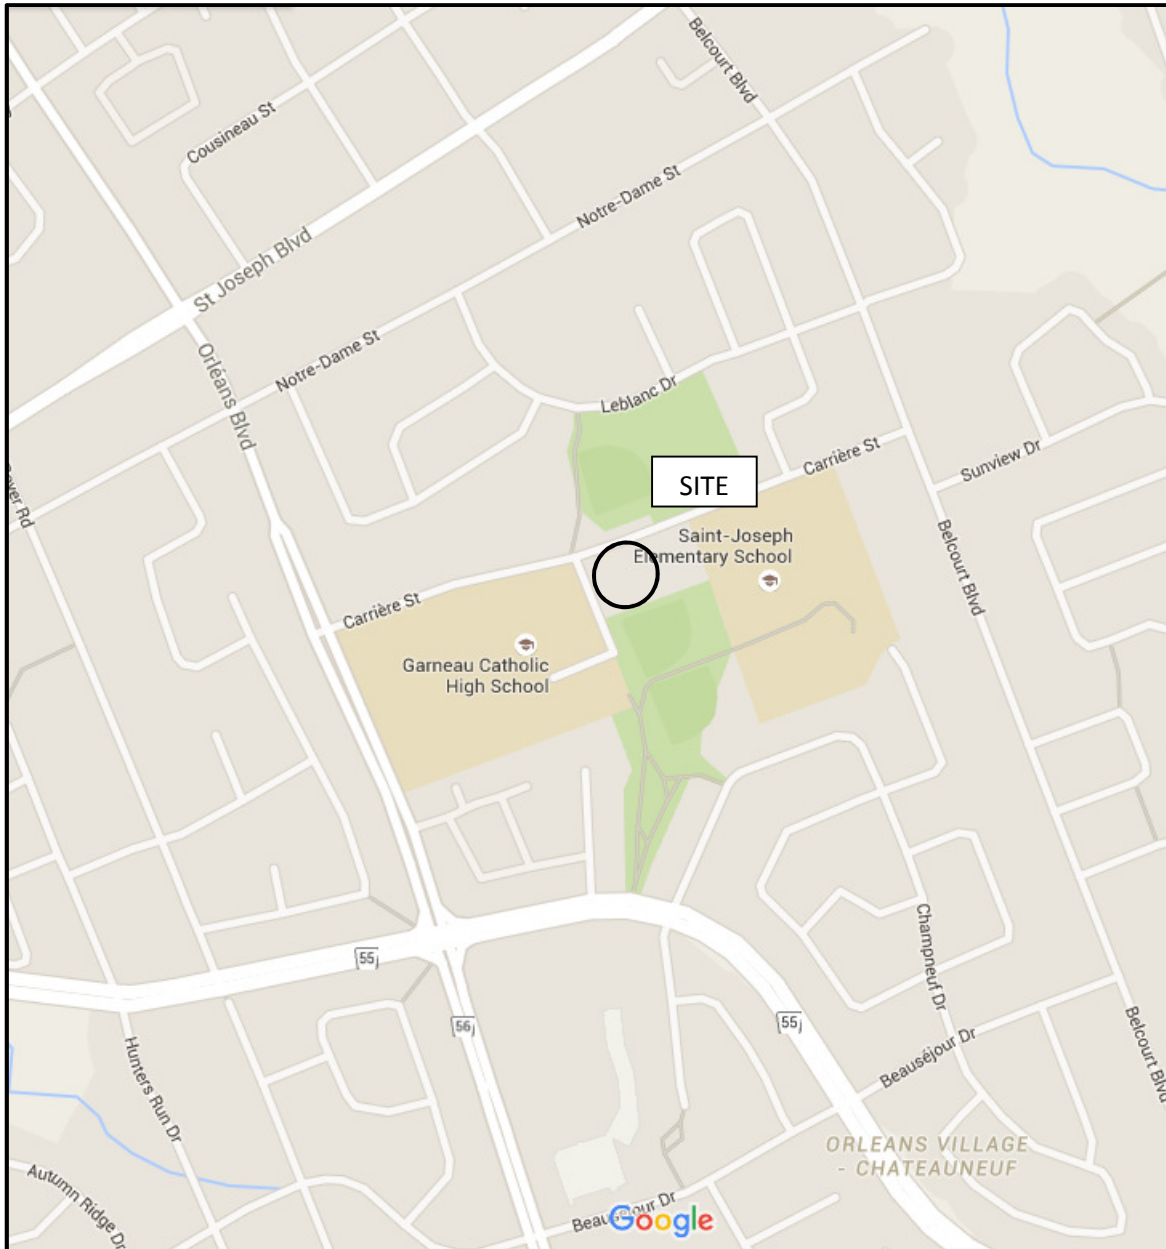 Belcourt Blvd
Cousineau St
Notre-Dame St
St Joseph Blvd
Orléans Blvd
Notre-Dame St
Leblanc Dr
Carrière St
Sunview Dr
SITE
Saint-Joseph
Elementary School
Belcourt Blvd
Carrière St
Garneau Catholic
High School
Champneuf Dr
55
56
55
Hunters Run Dr
Beauséjour Dr
Belcourt Blvd
ORLEANS VILLAGE
- CHATEAUNEUF
Autumn Ridge Dr
Beauséjour Dr
Google